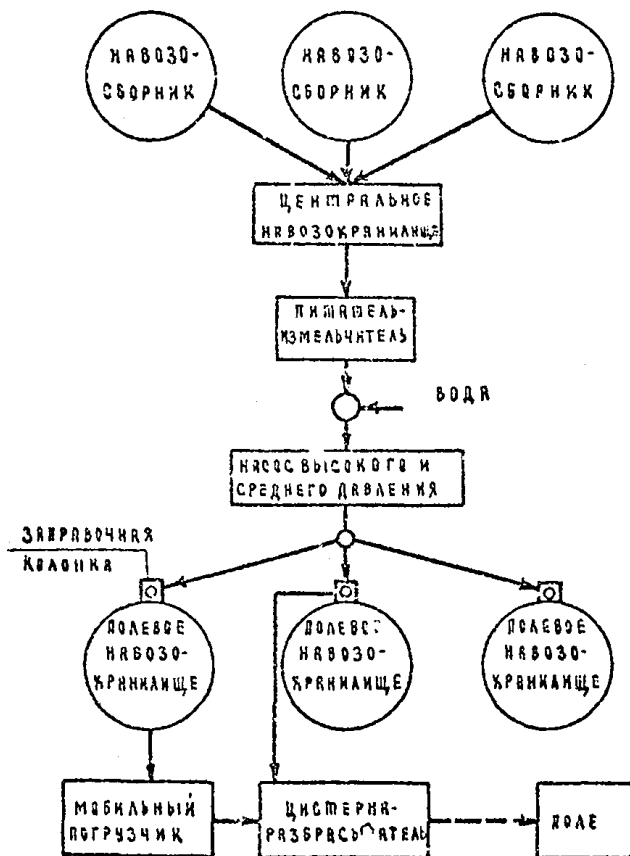 НАВОЗО-
СБОРНИК
НАВОЗО-
СБОРНИК
НАВОЗО-
СБОРНИК
ЦЕНТРАЛЬНОЕ
НАВОЗОХРАНИЛИЩЕ
ПИТАТЕЛЬ-
ИЗМЕЛЬЧИТЕЛЬ
ВОДА
НАСОС ВЫСОКОГО И
СРЕДНЕГО ДАВЛЕНИЯ
ЗАПРАВОЧНАЯ
КОЛОНКА
ПОЛЕВОЕ
НАВОЗО-
ХРАНИЛИЩЕ
ПОЛЕВОЕ
НАВОЗО-
ХРАНИЛИЩЕ
ПОЛЕВОЕ
НАВОЗО-
ХРАНИЛИЩЕ
МОБИЛЬНЫЙ
ПОГРУЗЧИК
ЦИСТЕРНА-
РАЗБРАСЫВАТЕЛЬ
ПОЛЕ